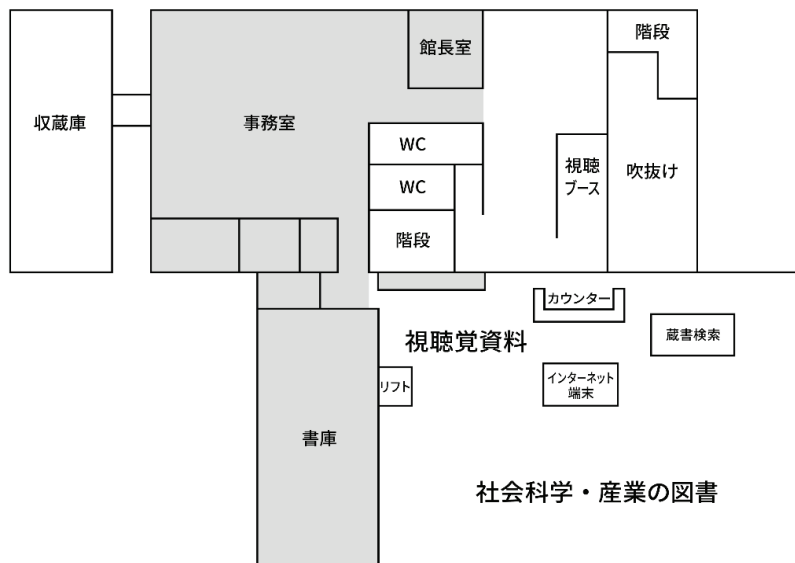 階段
館長室
収蔵庫
事務室
WC
視聴
ブース
吹抜け
WC
階段
カウンター
視聴覚資料
蔵書検索
リフト
インターネット
端末
書庫
社会科学・産業の図書